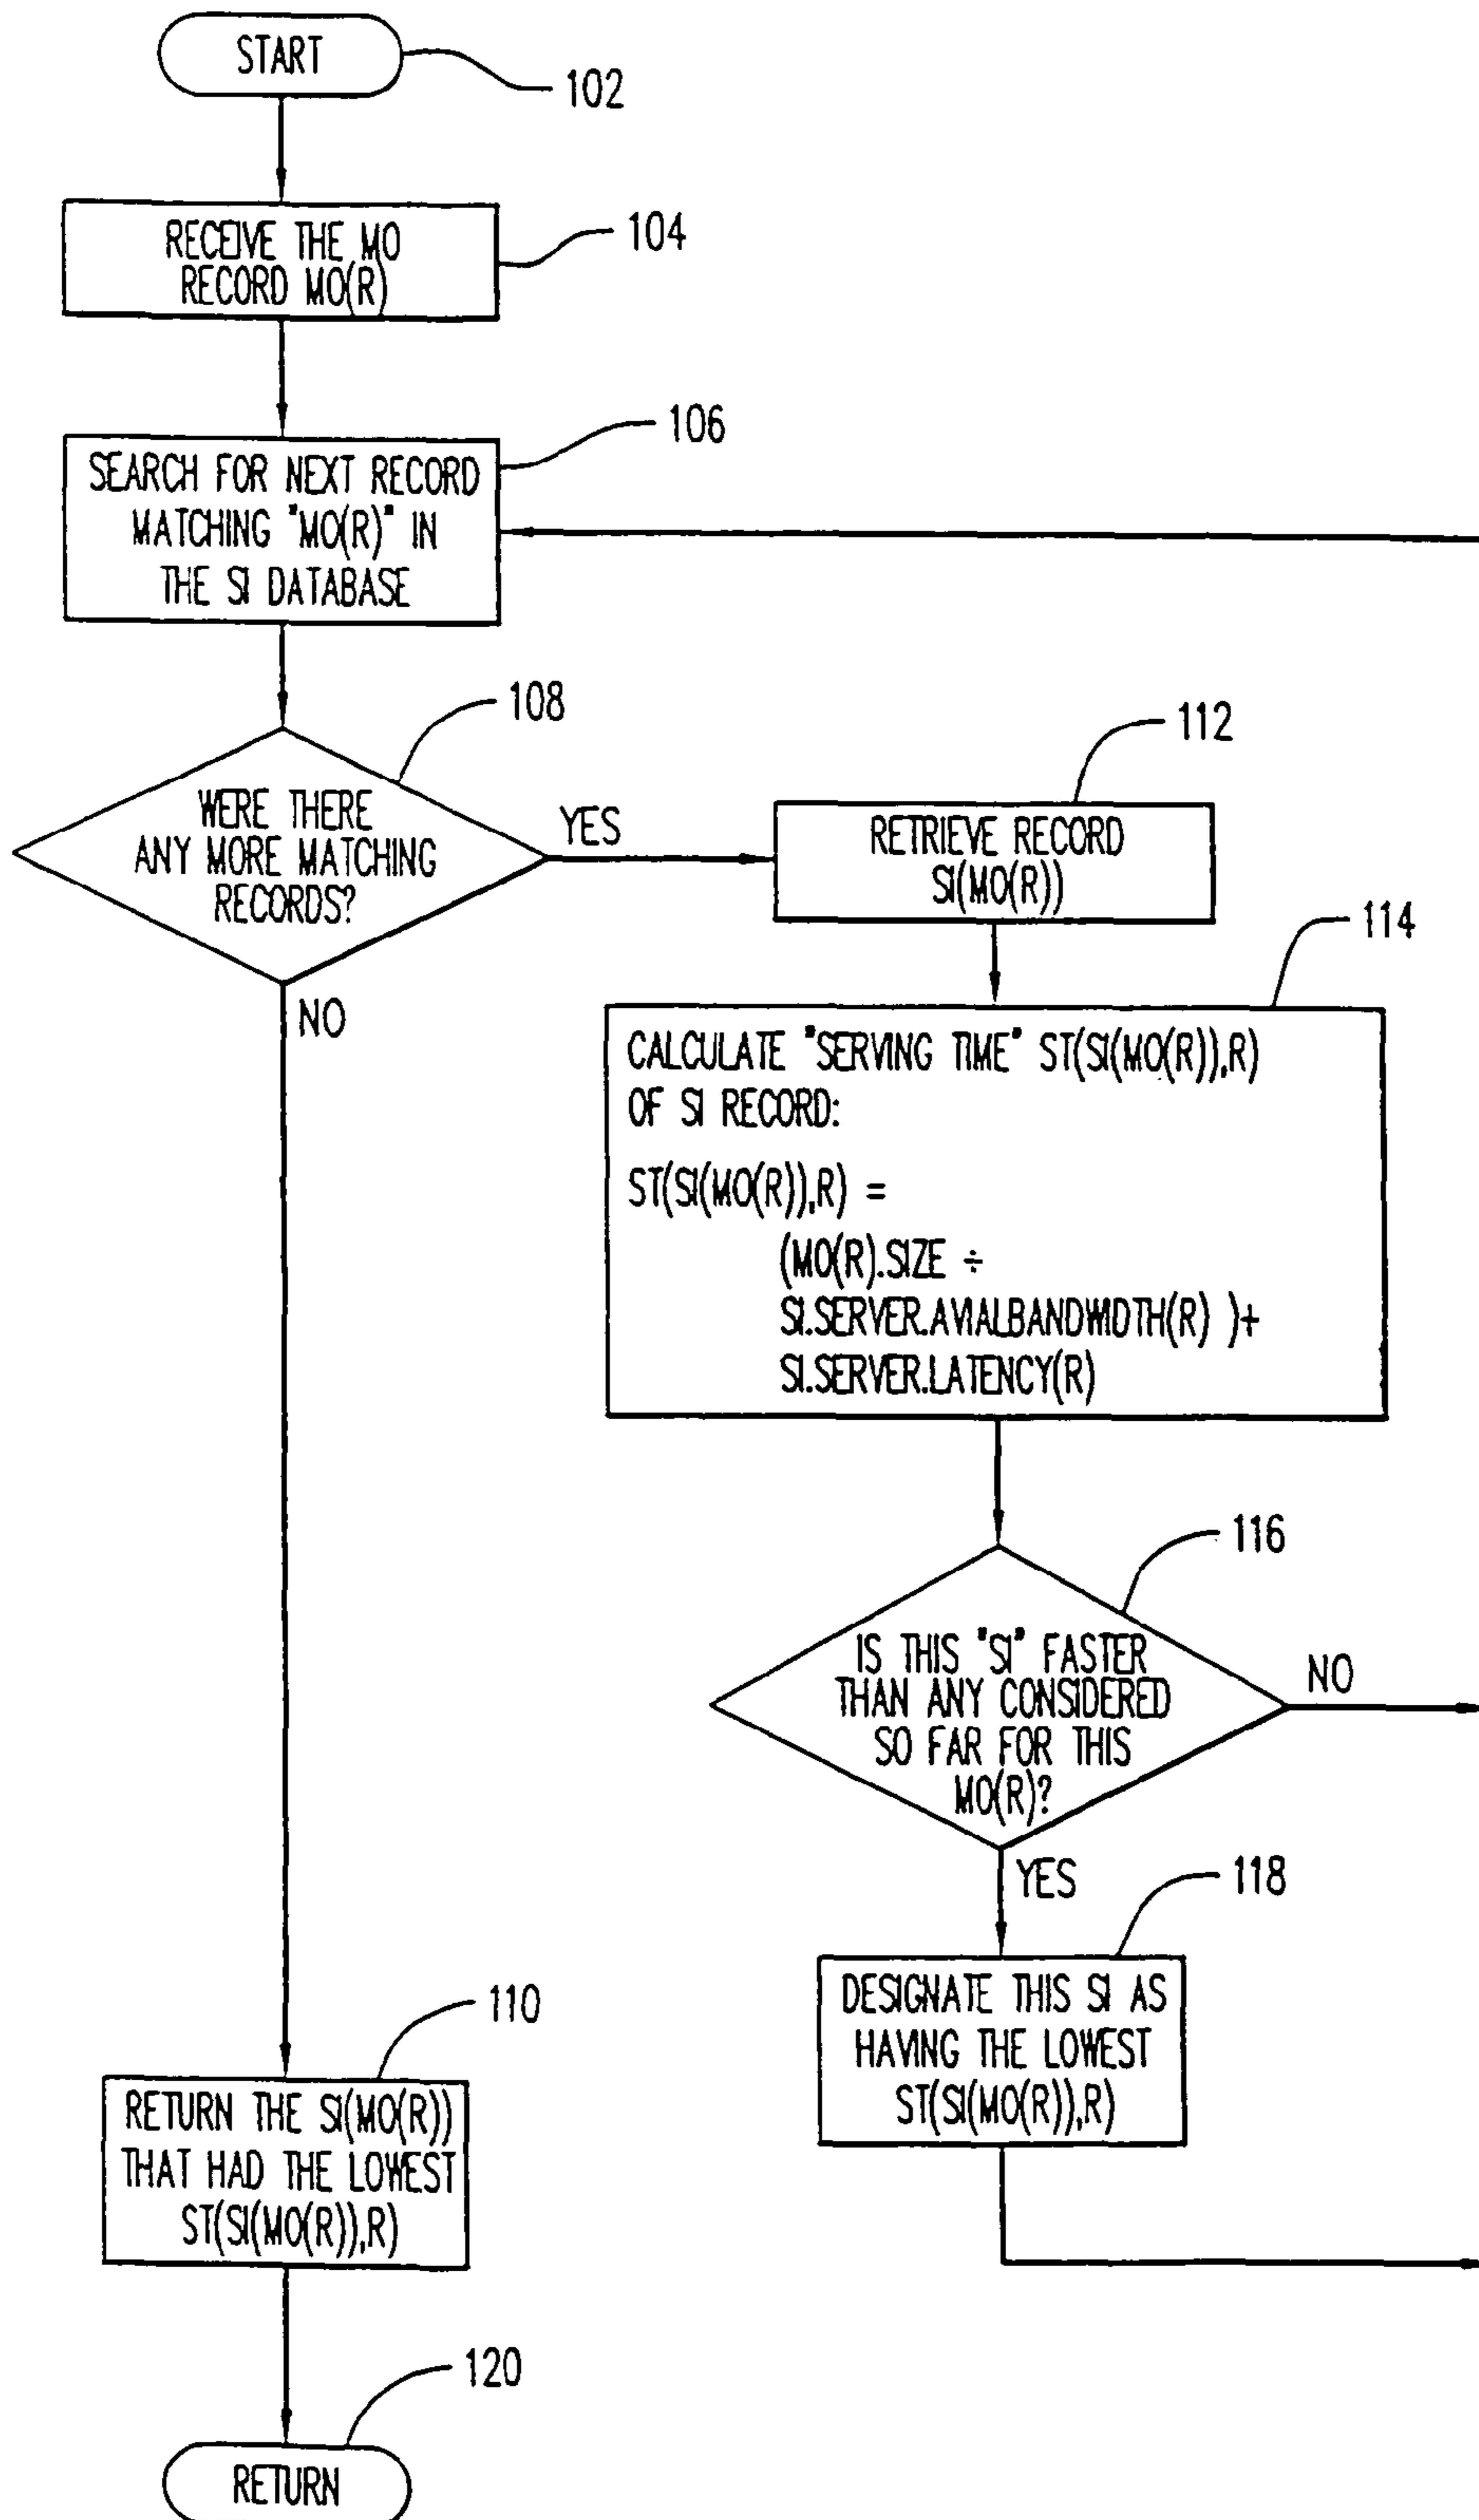 START
102
RECEIVE THE MO
RECORD MO(R)
104
106
SEARCH FOR NEXT RECORD
MATCHING "MO(R)" IN
THE SI DATABASE
108
WERE THERE
ANY MORE MATCHING
RECORDS?
YES
NO
112
RETRIEVE RECORD
SI(MO(R))
114
CALCULATE "SERVING TIME" ST(SI(MO(R)),R)
OF SI RECORD:
ST(SI(MO(R)),R) =
(MO(R).SIZE ÷
SI.SERVER.AVIALBANDWIDTH(R) )+
SI.SERVER.LATENCY(R)
116
IS THIS "SI" FASTER
THAN ANY CONSIDERED
SO FAR FOR THIS
MO(R)?
NO
YES
118
DESIGNATE THIS SI AS
HAVING THE LOWEST
ST(SI(MO(R)),R)
110
RETURN THE SI(MO(R))
THAT HAD THE LOWEST
ST(SI(MO(R)),R)
120
RETURN